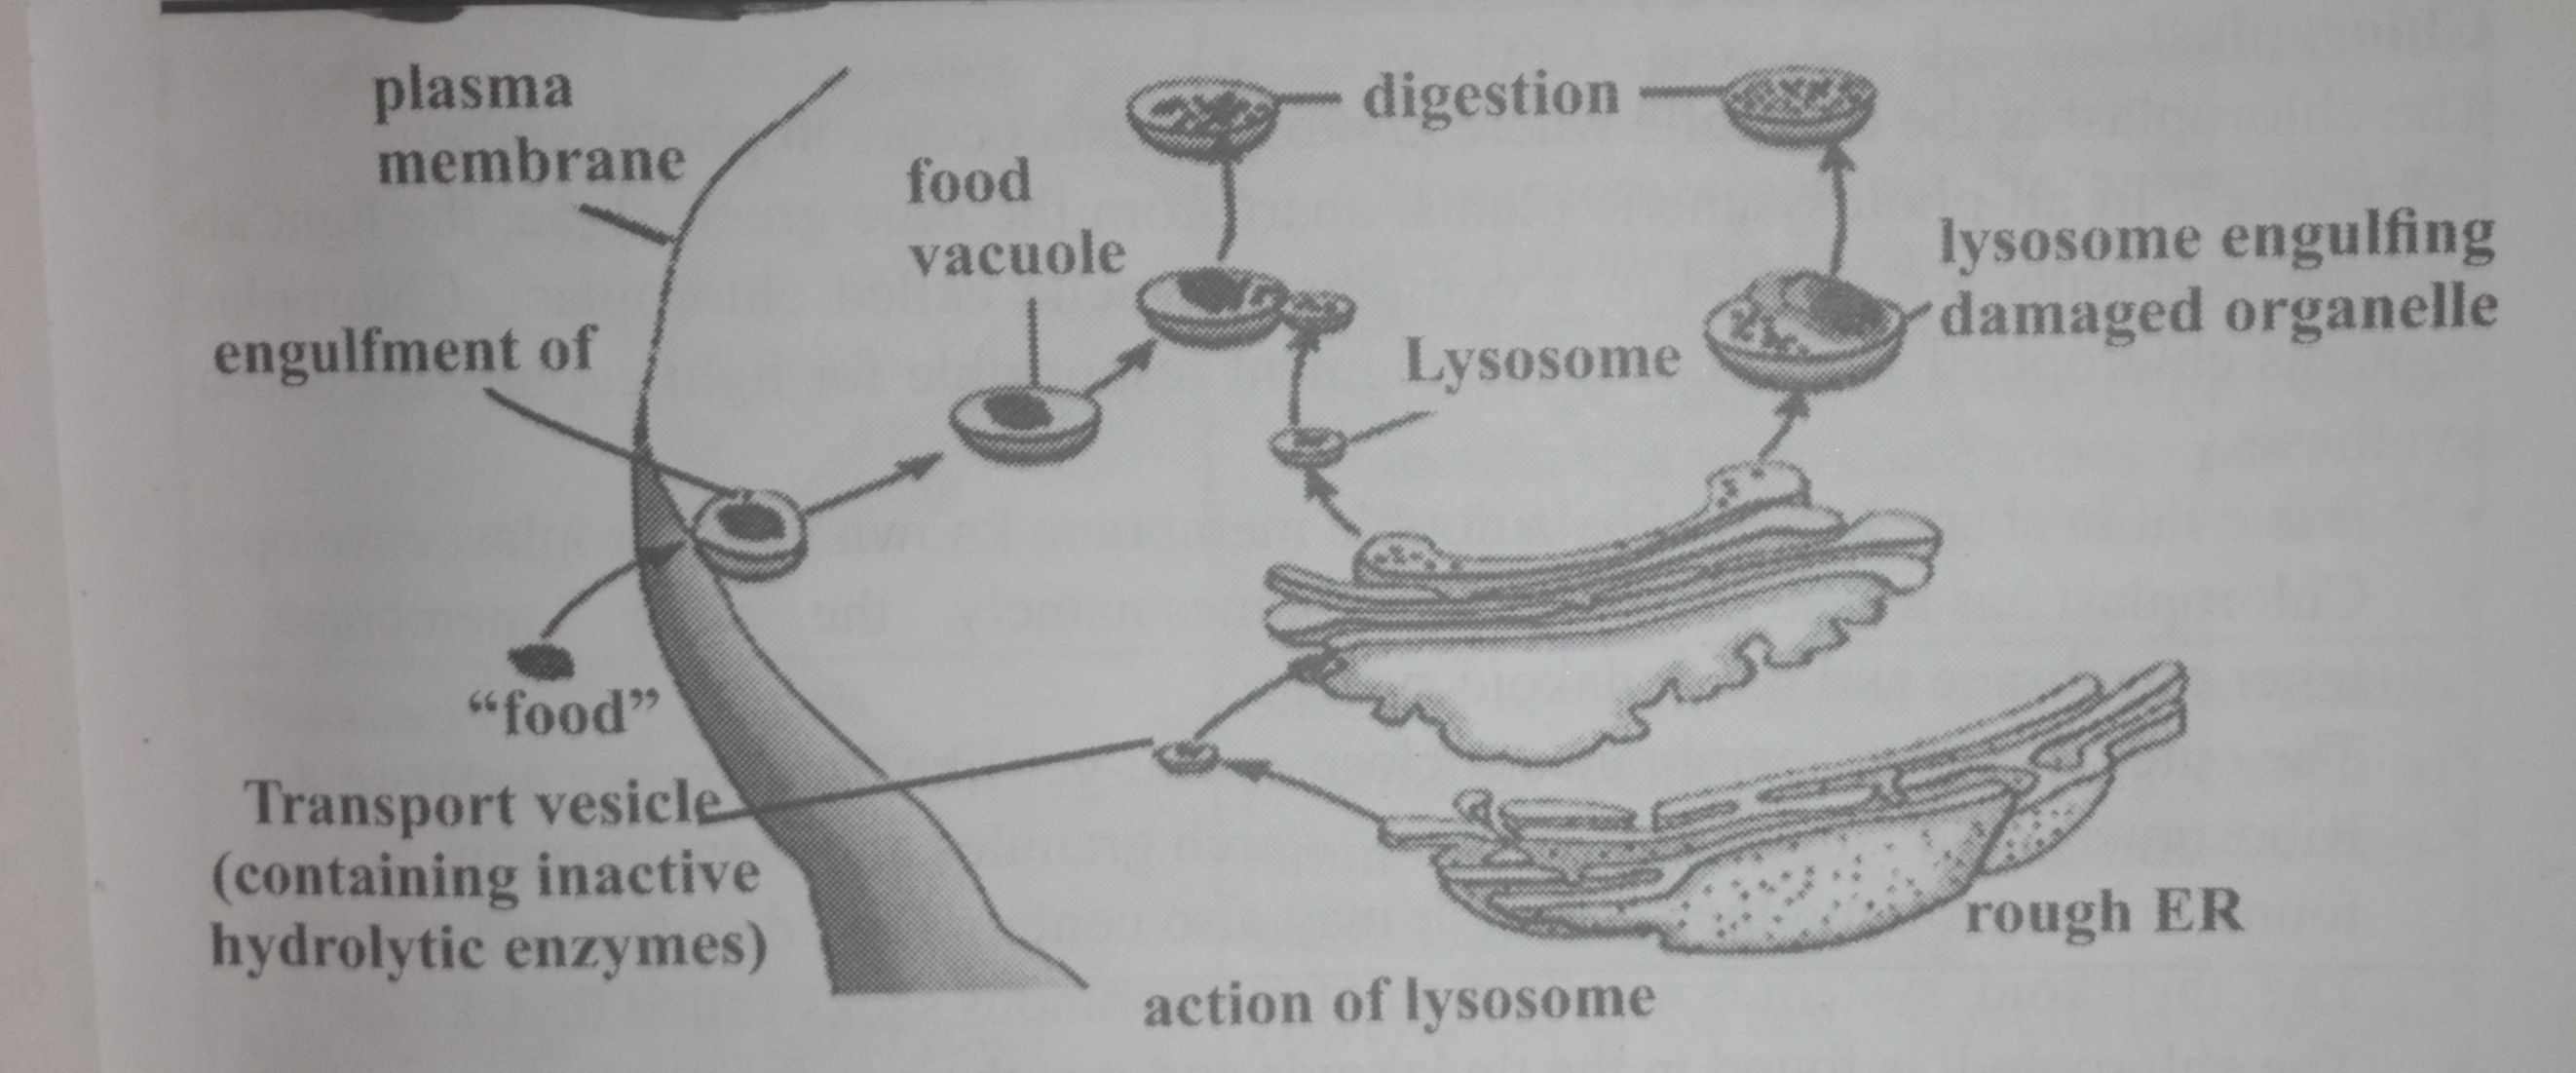 plasma
membrane
engulfment of
"food"
Transport vesicle
(containing inactive
hydrolytic enzymes)
food
vacuole
digestion
Lysosome
lysosome engulfing
damaged organelle
rough ER
action of lysosome